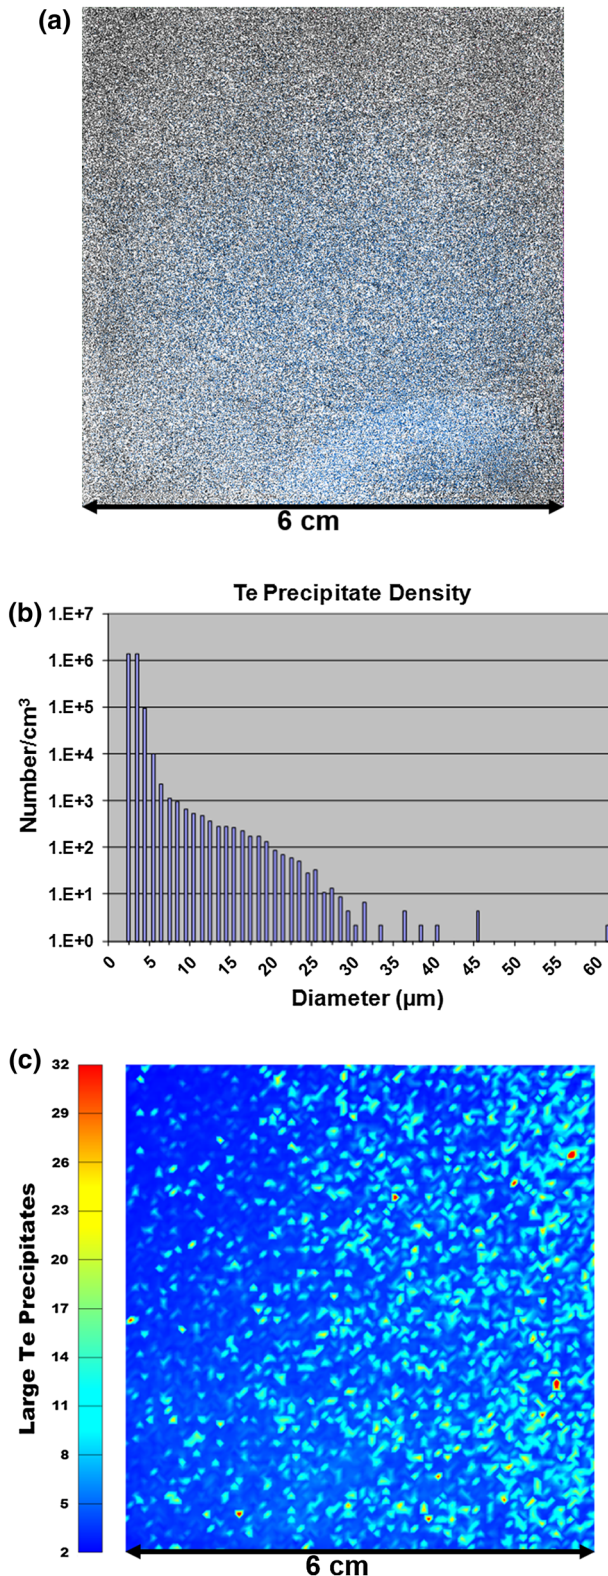 (a)
6 cm
Te Precipitate Density
(b)
Number/cm³
1.E+7
1.E+6
1.E+5
1.E+4
1.E+3
1.E+2
1.E+1
1.E+0
0 5 10 15 20 25 30 35 40 45 50 55 60
Diameter (µm)
(c)
Large Te Precipitates
32
29
26
23
20
17
14
11
8
5
2
6 cm